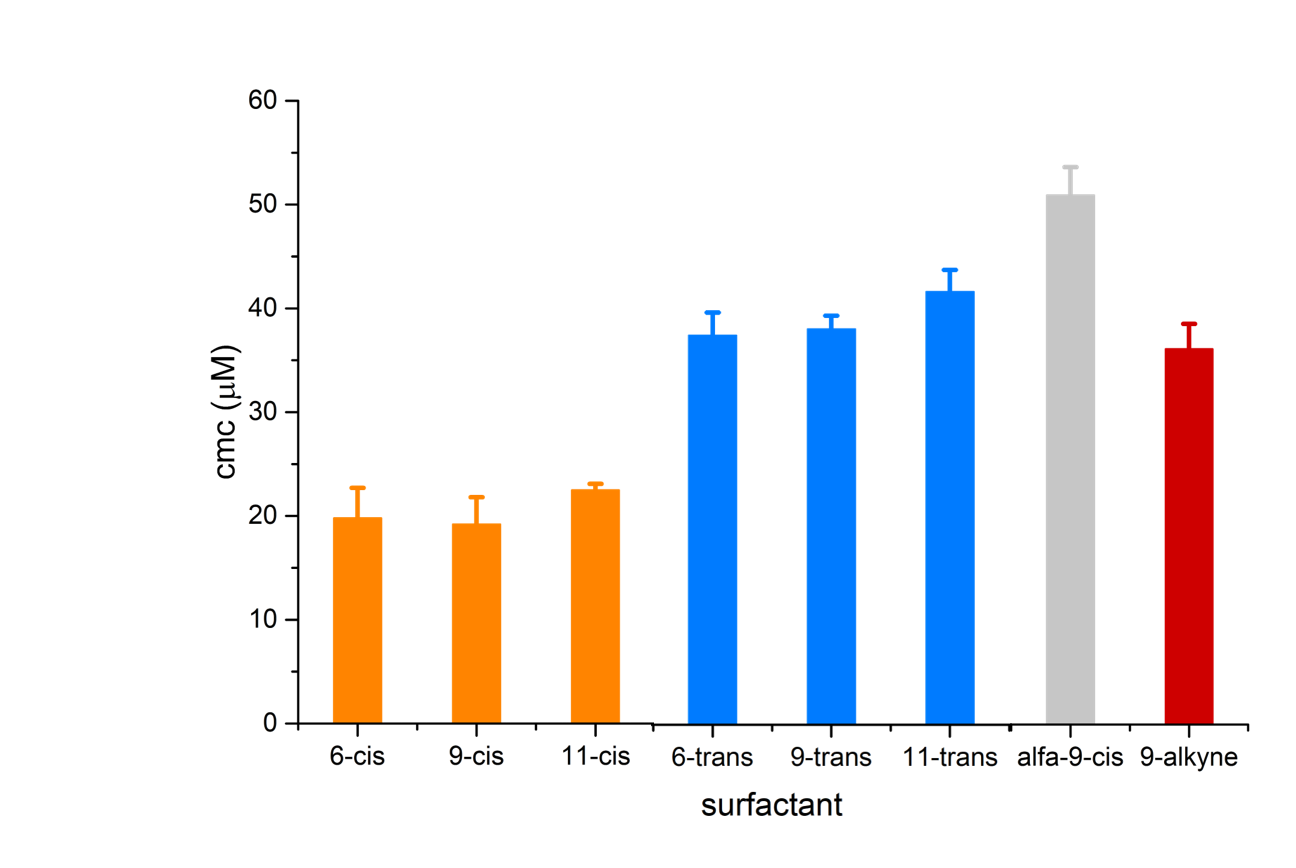 60
50
40
30
20
10
0
cmc (μM)
6-cis 9-cis 11-cis 6-trans 9-trans 11-trans alfa-9-cis 9-alkyne
surfactant